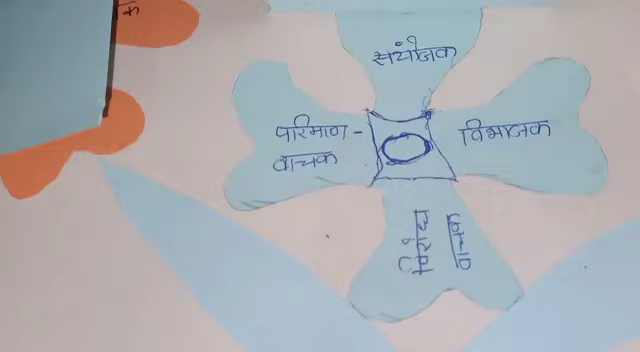 क
संयोजक
परिमाण-
वाचक
विभाजक
विरोध
वाचक